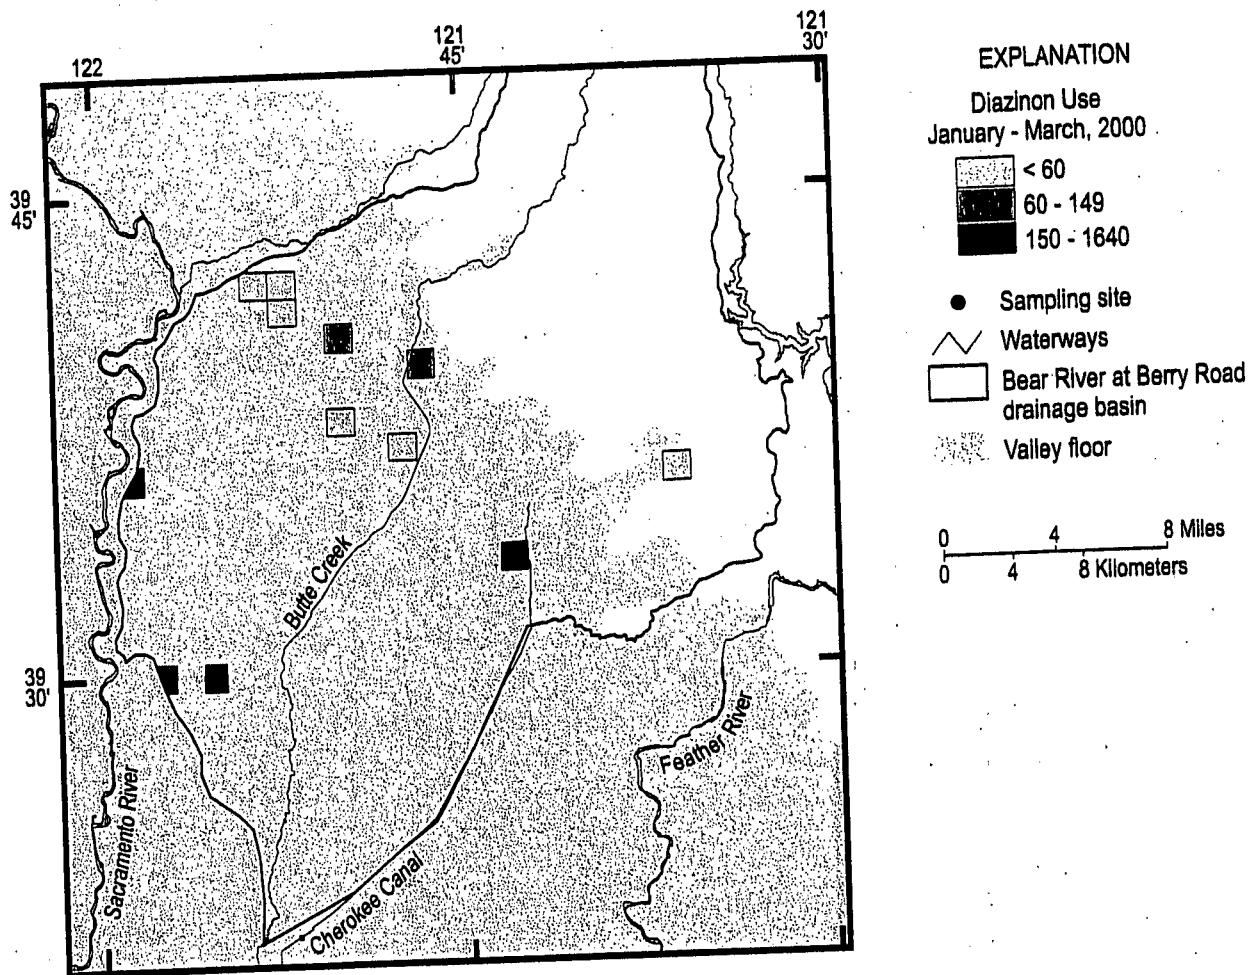 122
121
45'
121
30'
39
45'
39
30'
Butte Creek
Sacramento River
Cherokee Canal
Feather River
EXPLANATION
Diazinon Use
January - March, 2000
< 60
60 - 149
150 - 1640
Sampling site
Waterways
Bear River at Berry Road
drainage basin
Valley floor
0 4 8 Miles
0 4 8 Kilometers